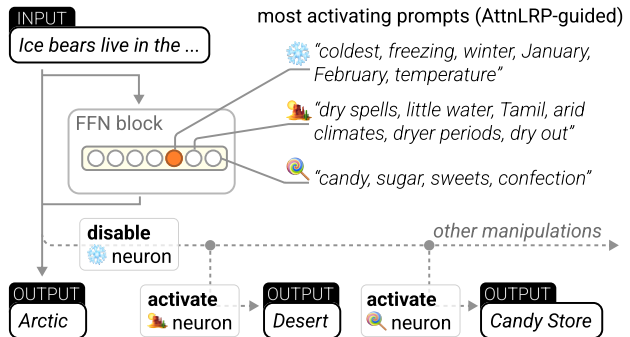 INPUT
Ice bears live in the ...
most activating prompts (AttnLRP-guided)
“coldest, freezing, winter, January,
February, temperature”
FFN block
“dry spells, little water, Tamil, arid
climates, dryer periods, dry out”
“candy, sugar, sweets, confection”
disable
neuron
other manipulations
OUTPUT
Arctic
activate
neuron
OUTPUT
Desert
activate
neuron
OUTPUT
Candy Store